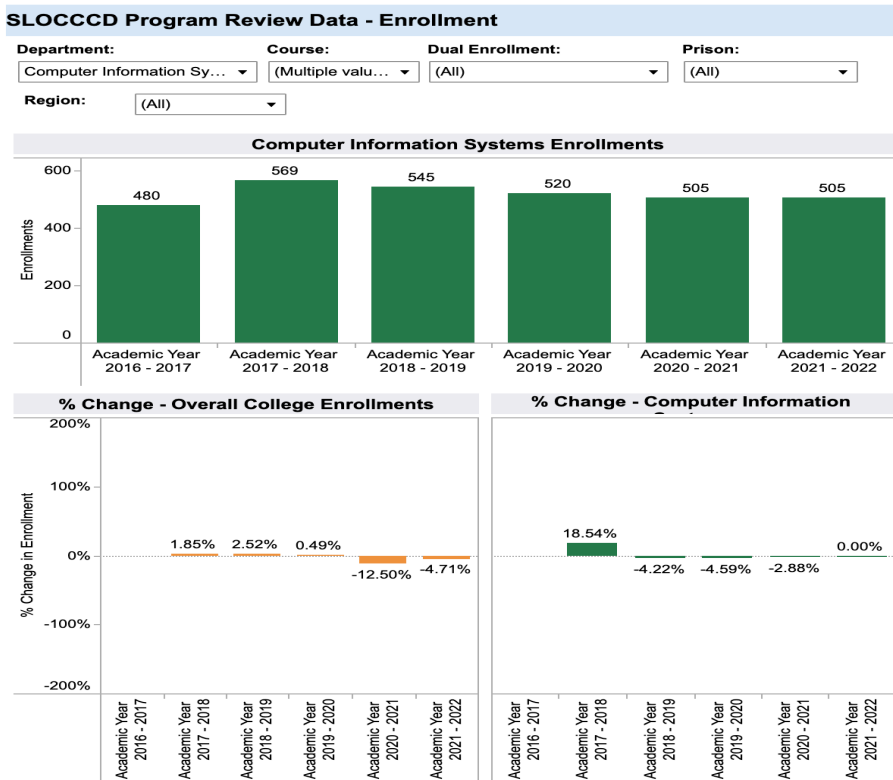 SLOCCCD Program Review Data - Enrollment
Department: Course: Dual Enrollment: Prison:
Computer Information Sy... (Multiple valu... (All) (All)
Region: (All)
Computer Information Systems Enrollments
Enrollments
600
400
200
0
480 569 545 520 505 505
Academic Year Academic Year Academic Year Academic Year Academic Year Academic Year
2016 - 2017 2017 - 2018 2018 - 2019 2019 - 2020 2020 - 2021 2021 - 2022
% Change - Overall College Enrollments
% Change in Enrollment
200%
100%
0%
-100%
-200%
1.85% 2.52% 0.49% -12.50% -4.71%
Academic Year
2016 - 2017
Academic Year
2017 - 2018
Academic Year
2018 - 2019
Academic Year
2019 - 2020
Academic Year
2020 - 2021
Academic Year
2021 - 2022
% Change - Computer Information
18.54% -4.22% -4.59% -2.88% 0.00%
Academic Year
2016 - 2017
Academic Year
2017 - 2018
Academic Year
2018 - 2019
Academic Year
2019 - 2020
Academic Year
2020 - 2021
Academic Year
2021 - 2022